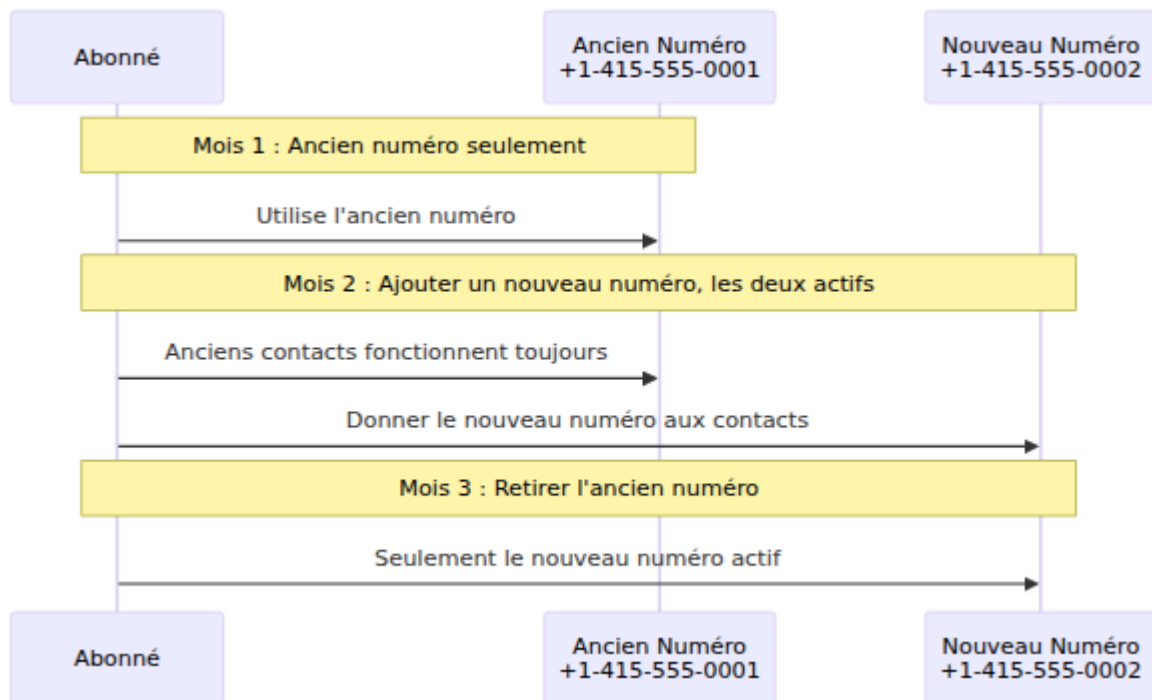 Abonné
Ancien Numéro
+1-415-555-0001
Nouveau Numéro
+1-415-555-0002
Mois 1 : Ancien numéro seulement
Utilise l'ancien numéro
Mois 2 : Ajouter un nouveau numéro, les deux actifs
Anciens contacts fonctionnent toujours
Donner le nouveau numéro aux contacts
Mois 3 : Retirer l'ancien numéro
Seulement le nouveau numéro actif
Abonné
Ancien Numéro
+1-415-555-0001
Nouveau Numéro
+1-415-555-0002